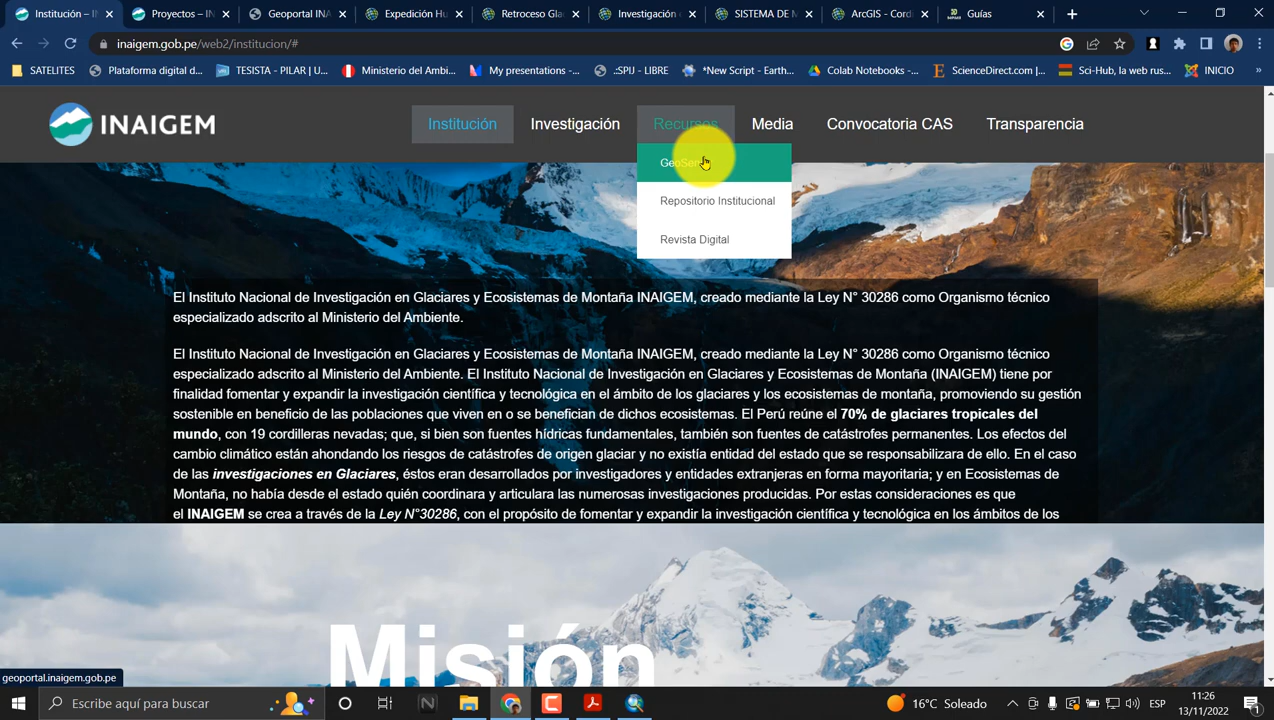 Institución – I
Proyectos – IN
Geoportal INA
Expedición Hu
Retroceso Gla
Investigación e
SISTEMA DE M
ArcGIS - Cordi
Guías
inaigem.gob.pe/web2/institucion/#
SATELITES
Plataforma digital d...
TESISTA - PILAR | U...
Ministerio del Ambi...
My presentations -...
.:SPIJ - LIBRE
*New Script - Earth...
Colab Notebooks -...
ScienceDirect.com |...
Sci-Hub, la web rus...
INICIO
»
INAIGEM
Institución
Investigación
Recursos
Media
Convocatoria CAS
Transparencia
Repositorio Institucional
Revista Digital
El Instituto Nacional de Investigación en Glaciares y Ecosistemas de Montaña INAIGEM, creado mediante la Ley N° 30286 como Organismo técnico
especializado adscrito al Ministerio del Ambiente.
El Instituto Nacional de Investigación en Glaciares y Ecosistemas de Montaña INAIGEM, creado mediante la Ley N° 30286 como Organismo técnico
especializado adscrito al Ministerio del Ambiente. El Instituto Nacional de Investigación en Glaciares y Ecosistemas de Montaña (INAIGEM) tiene por
finalidad fomentar y expandir la investigación científica y tecnológica en el ámbito de los glaciares y los ecosistemas de montaña, promoviendo su gestión
sostenible en beneficio de las poblaciones que viven en o se benefician de dichos ecosistemas. El Perú reúne el 70% de glaciares tropicales del
mundo, con 19 cordilleras nevadas; que, si bien son fuentes hídricas fundamentales, también son fuentes de catástrofes permanentes. Los efectos del
cambio climático están ahondando los riesgos de catástrofes de origen glaciar y no existía entidad del estado que se responsabilizara de ello. En el caso
de las investigaciones en Glaciares, éstos eran desarrollados por investigadores y entidades extranjeras en forma mayoritaria; y en Ecosistemas de
Montaña, no había desde el estado quién coordinara y articulara las numerosas investigaciones producidas. Por estas consideraciones es que
el INAIGEM se crea a través de la Ley N°30286, con el propósito de fomentar y expandir la investigación científica y tecnológica en los ámbitos de los
Misión
geoportal.inaigem.gob.pe
Escribe aquí para buscar
16°C Soleado
ESP
11:26
13/11/2022